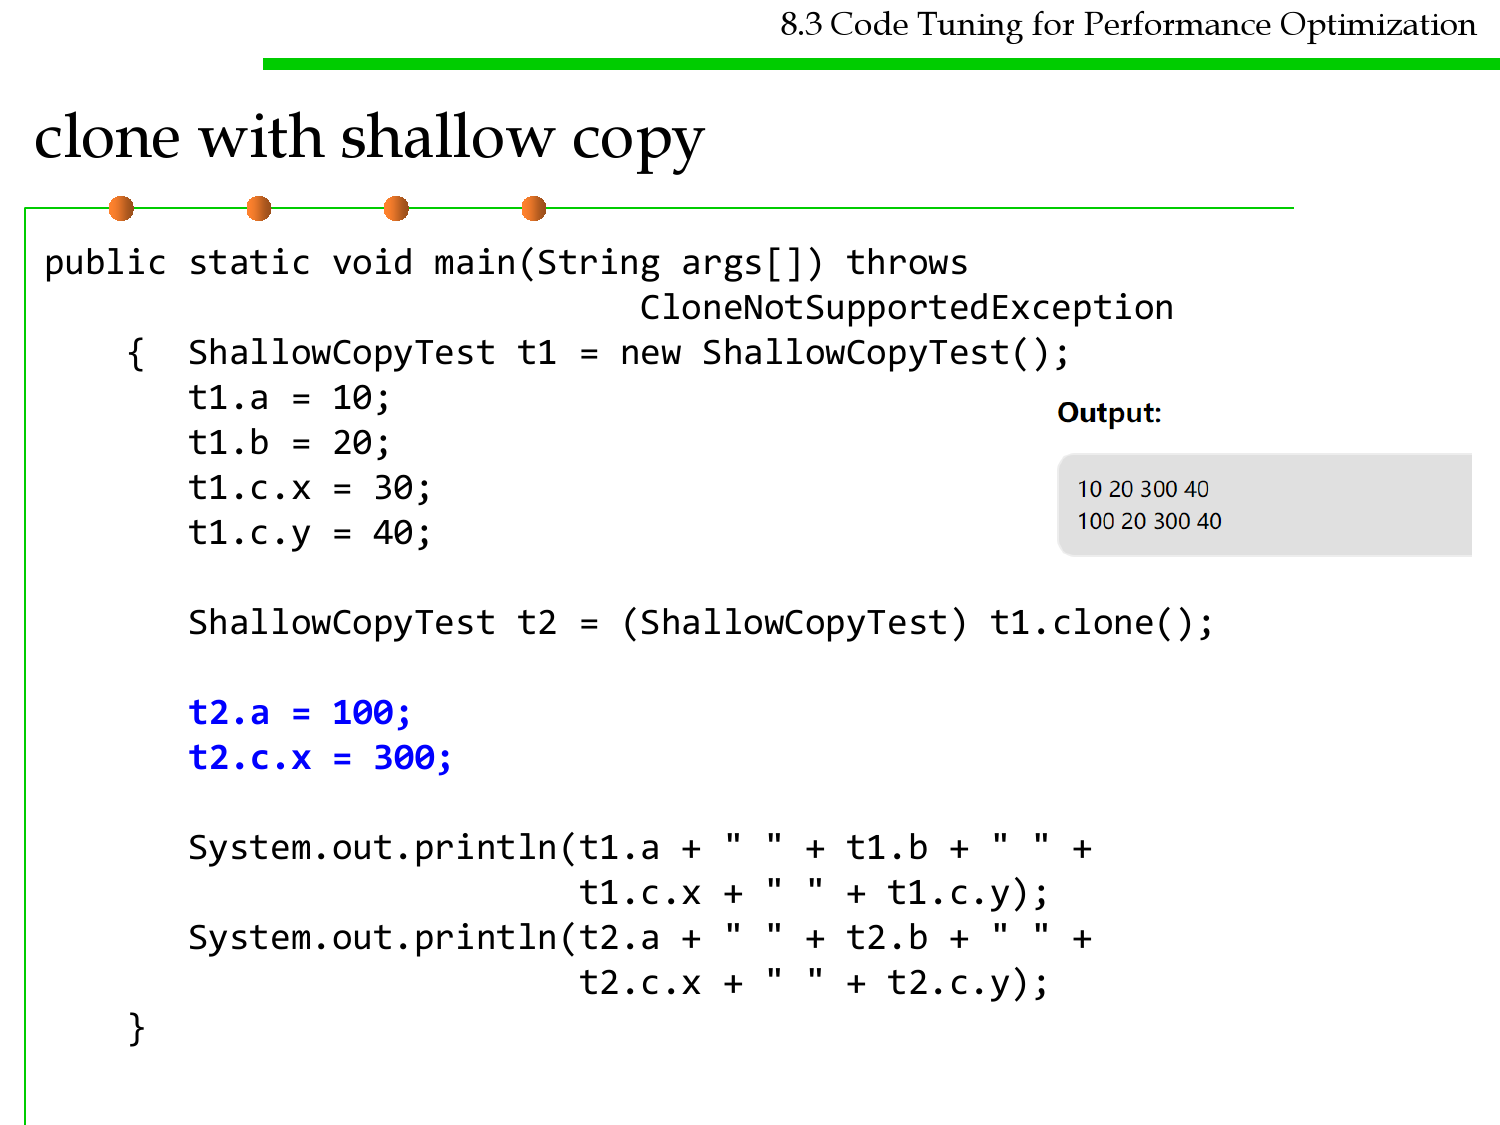 8.3 Code Tuning for Performance Optimization
clone with shallow copy
public static void main(String args[]) throws
CloneNotSupportedException
{ ShallowCopyTest t1 = new ShallowCopyTest();
t1.a = 10;
t1.b = 20;
t1.c.x = 30;
t1.c.y = 40;
Output:
10 20 300 40
100 20 300 40
ShallowCopyTest t2 = (ShallowCopyTest) t1.clone();
t2.a = 100;
t2.c.x = 300;
System.out.println(t1.a + " " + t1.b + " " +
t1.c.x + " " + t1.c.y);
System.out.println(t2.a + " " + t2.b + " " +
t2.c.x + " " + t2.c.y);
}